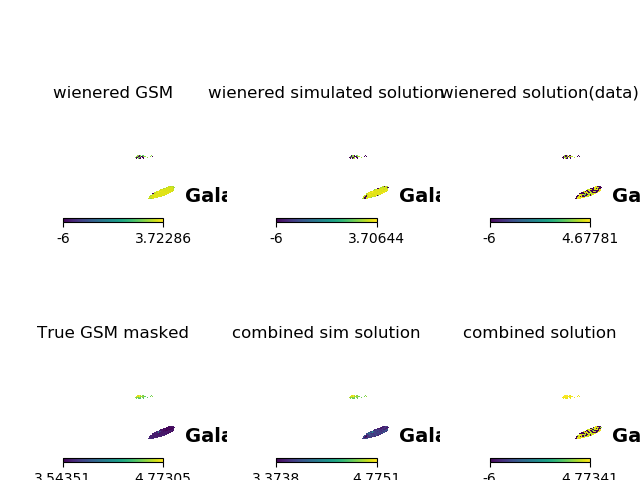 wienered GSM wienered simulated solution wienered solution(data)
Gala Gala Ga
-6 3.72286 -6 3.70644 -6 4.67781
True GSM masked combined sim solution combined solution
Gala Gala Ga
3.54351 4.77305 3.3738 4.7751 -6 4.77341